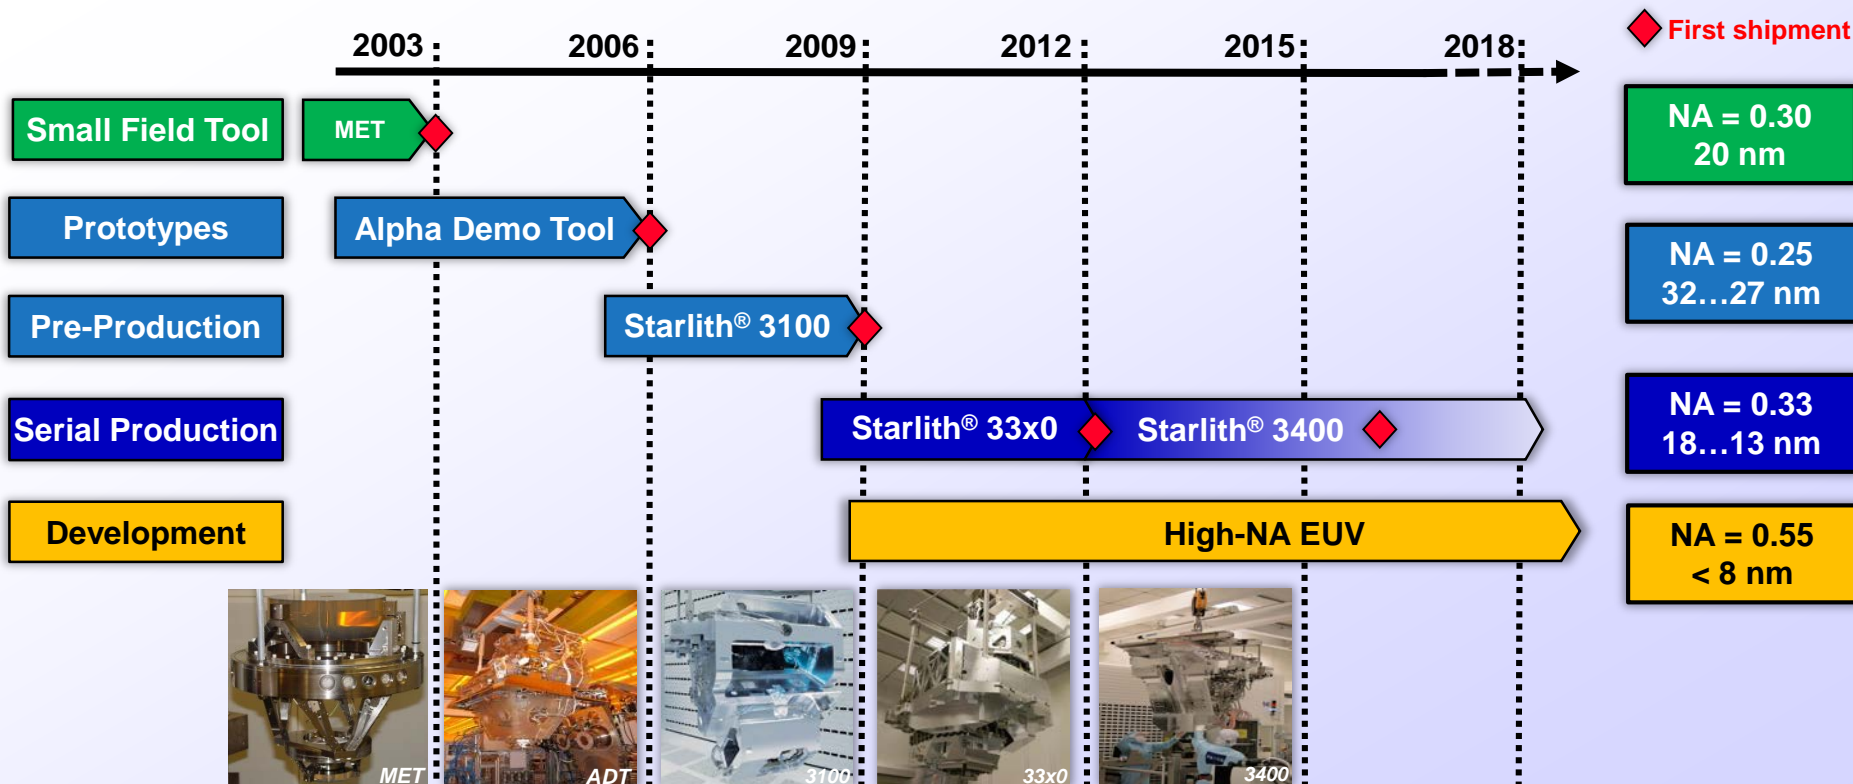 2003
2006
2009
2012
2015
2018
First shipment
Small Field Tool
MET
NA = 0.30
20 nm
Prototypes
Alpha Demo Tool
NA = 0.25
32…27 nm
Pre-Production
Starlith® 3100
Serial Production
Starlith® 33x0
Starlith® 3400
NA = 0.33
18…13 nm
Development
High-NA EUV
NA = 0.55
< 8 nm
MET
ADT
3100
33x0
3400